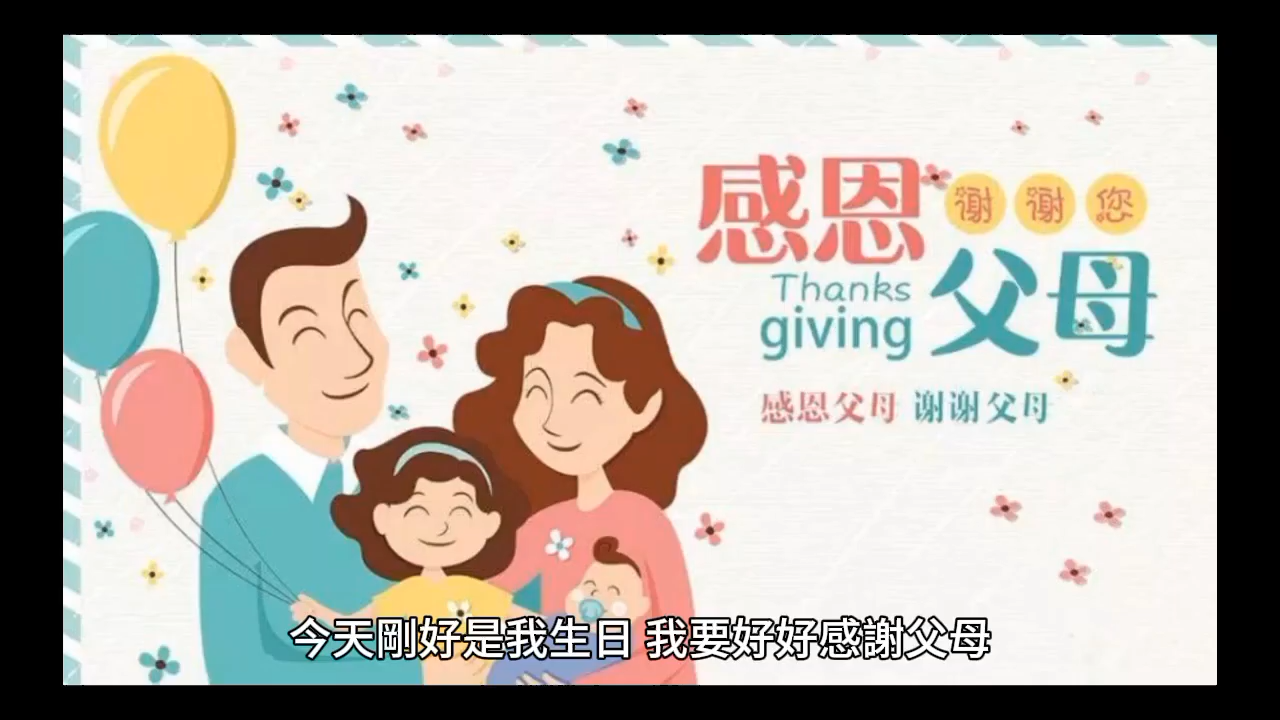 感恩
谢谢您
Thanks
giving
父母
感恩父母 谢谢父母
今天剛好是我生日 我要好好感謝父母